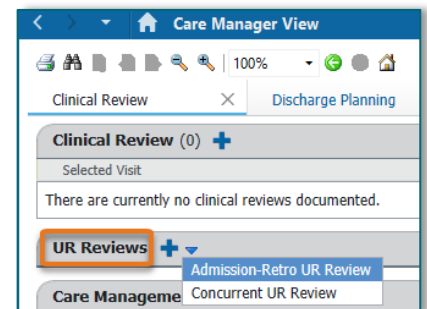 Care Manager View
100%
Clinical Review Discharge Planning
Clinical Review (0)
Selected Visit
There are currently no clinical reviews documented.
UR Reviews
Admission-Retro UR Review
Concurrent UR Review
Care Manageme